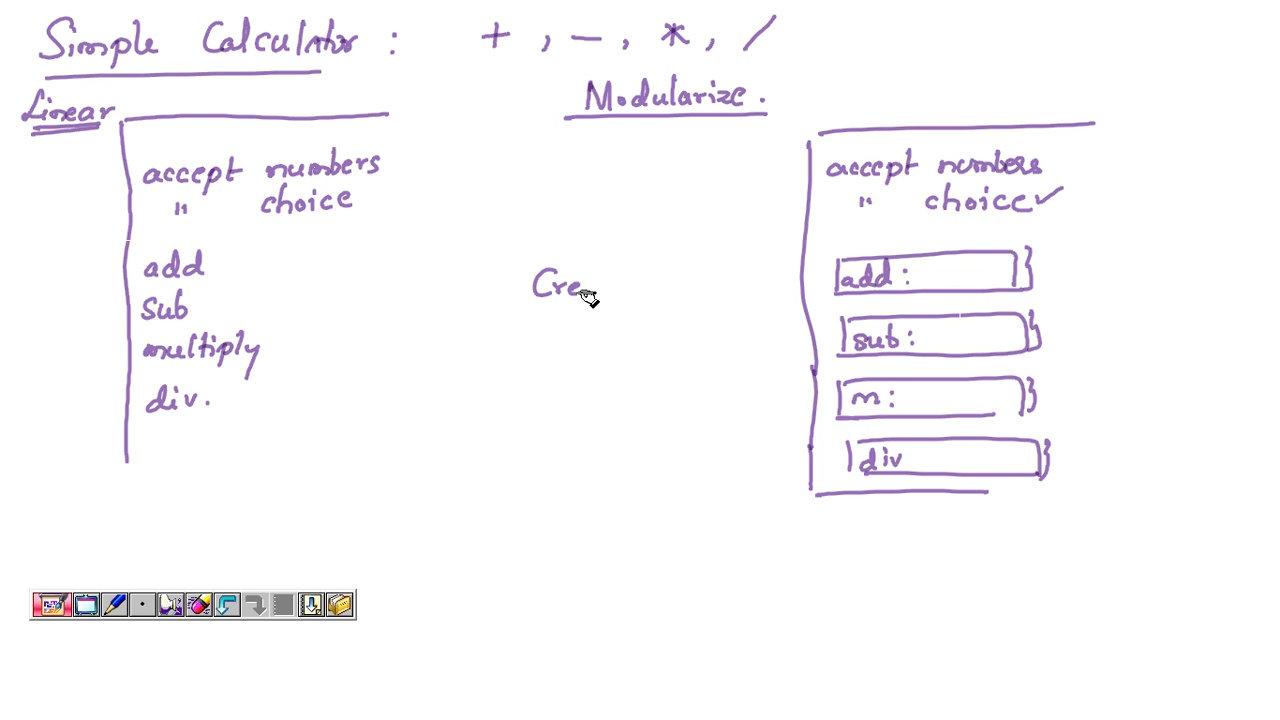 Simple Calculator : + , - , * , /
Modularize.
Linear
accept numbers
" choice
add
sub
multiply
div.
Cre
accept numbers
" choice ✓
add : }
sub : }
m : }
div }